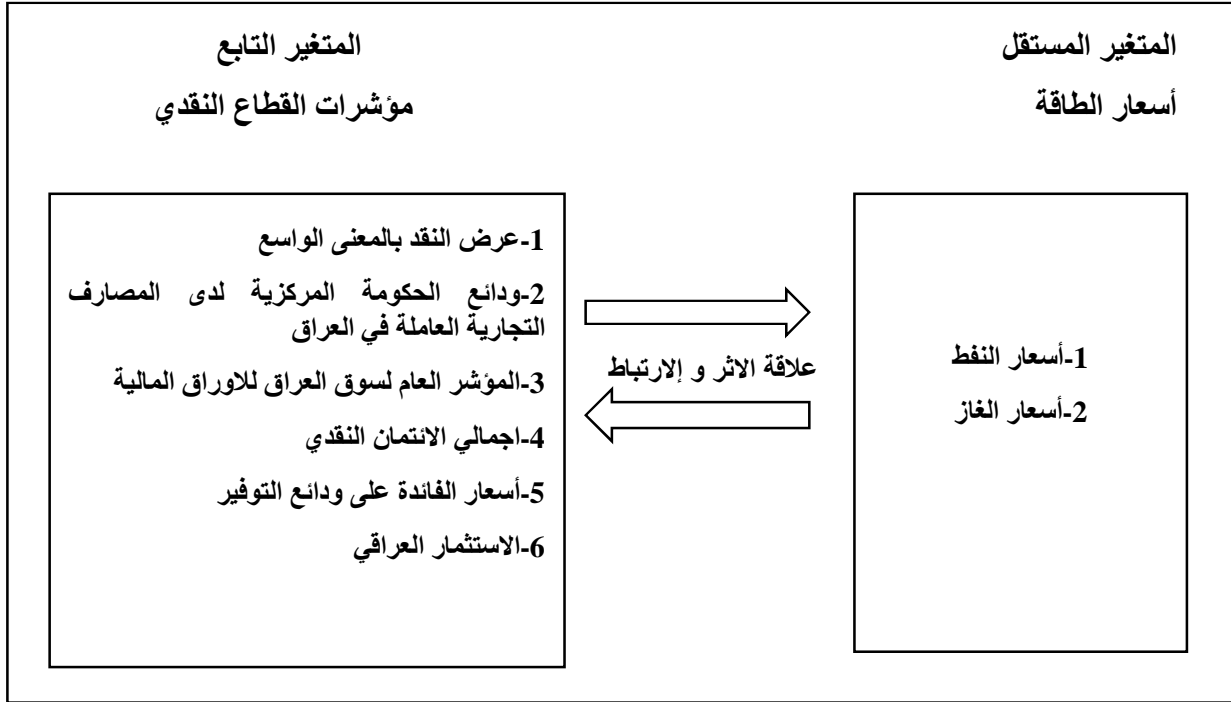 المتغير المستقل
أسعار الطاقة
1-أسعار النفط
2-أسعار الغاز
علاقة الاثر و إلارتباط
المتغير التابع
مؤشرات القطاع النقدي
1-عرض النقد بالمعنى الواسع
2-ودائع الحكومة المركزية لدى المصارف
التجارية العاملة في العراق
3-المؤشر العام لسوق العراق للاوراق المالية
4-اجمالي الائتمان النقدي
5-أسعار الفائدة على ودائع التوفير
6-الاستثمار العراقي